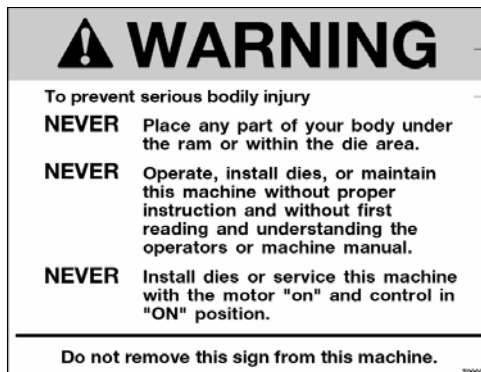 WARNING
To prevent serious bodily injury
NEVER Place any part of your body under
the ram or within the die area.
NEVER Operate, install dies, or maintain
this machine without proper
instruction and without first
reading and understanding the
operators or machine manual.
NEVER Install dies or service this machine
with the motor "on" and control in
"ON" position.
Do not remove this sign from this machine.